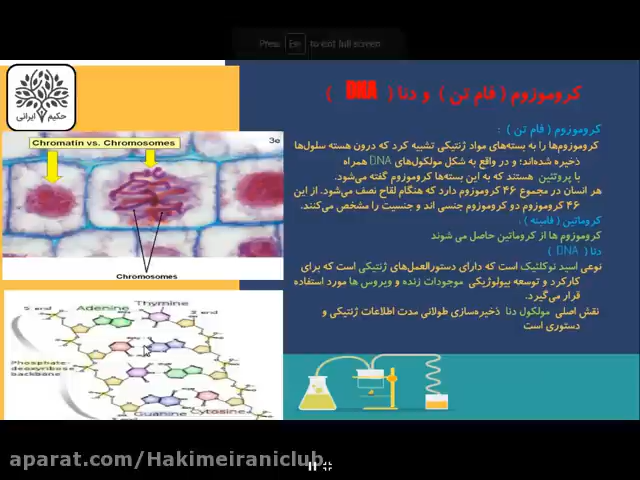 Press Esc to exit full screen
حکیم ایرانی
کروموزوم ( فام تن ) و دنا ( DNA )
Chromatin vs. Chromosomes
3e
Chromosomes
کروموزوم ( فام تن ) :
کروموزوم‌ها را به بسته‌های مواد ژنتیکی تشبیه کرد که درون هسته سلول‌ها
ذخیره شده‌اند؛ و در واقع به شکل مولکول‌های DNA همراه
با پروتئین هستند که به این بسته‌ها کروموزوم گفته می‌شود.
هر انسان در مجموع ۴۶ کروموزوم دارد که هنگام لقاح نصف می‌شود. از این
۴۶ کروموزوم دو کروموزوم جنسی اند و جنسیت را مشخص می‌کنند.
کروماتین ( فامینه ) :
کروموزوم ها از کروماتین حاصل می شوند
دنا ( DNA )
نوعی اسید نوکلئیک است که دارای دستورالعمل‌های ژنتیکی است که برای
کارکرد و توسعه بیولوژیکی موجودات زنده و ویروس ها مورد استفاده
قرار می‌گیرد.
نقش اصلی مولکول دنا ذخیره‌سازی طولانی مدت اطلاعات ژنتیکی و
دستوری است
Thymine
Adenine
5' end
3' end
Phosphate-
deoxyribose
backbone
Guanine
Cytosine
aparat.com/Hakimeiraniclub